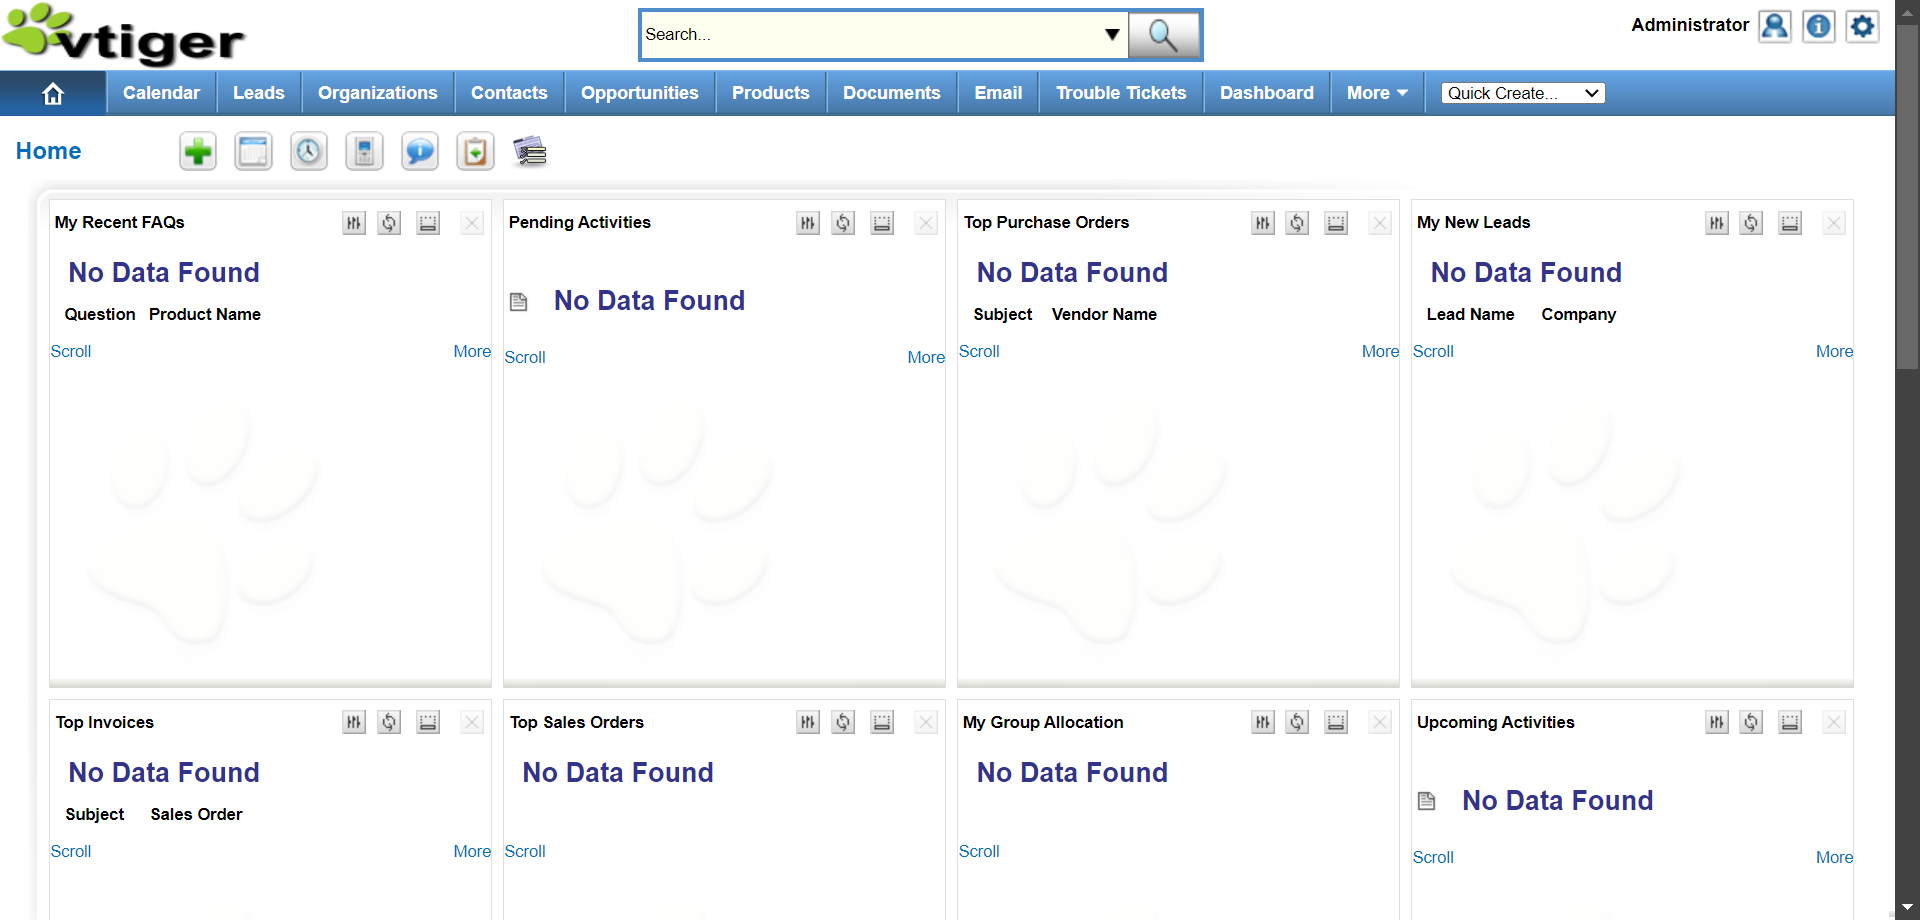 vtiger
Search...
Administrator
Calendar Leads Organizations Contacts Opportunities Products Documents Email Trouble Tickets Dashboard More Quick Create...
Home
My Recent FAQs
No Data Found
Question Product Name
Scroll More
Pending Activities
No Data Found
Scroll More
Top Purchase Orders
No Data Found
Subject Vendor Name
Scroll More
My New Leads
No Data Found
Lead Name Company
Scroll More
Top Invoices
No Data Found
Subject Sales Order
Scroll More
Top Sales Orders
No Data Found
Scroll
My Group Allocation
No Data Found
Scroll
Upcoming Activities
No Data Found
Scroll More